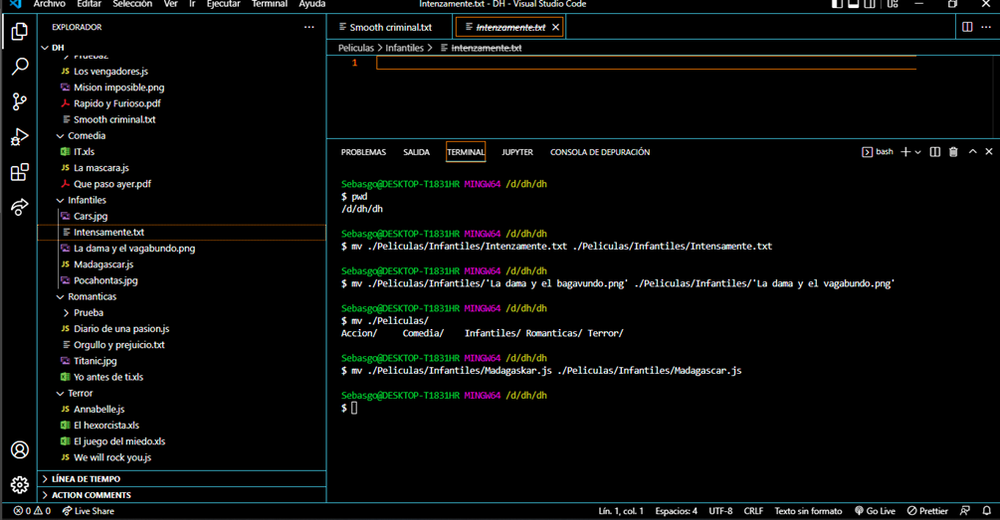 Archivo Editar Selección Ver Ir Ejecutar Terminal Ayuda
Intenzamente.txt - DH - Visual Studio Code
EXPLORADOR
DH
Prueba2
JS Los vengadores.js
Mision imposible.png
Rapido y Furioso.pdf
Smooth criminal.txt
Comedia
IT.xls
JS La mascara.js
Que paso ayer.pdf
Infantiles
Cars.jpg
Intensamente.txt
La dama y el vagabundo.png
JS Madagascar.js
Pocahontas.jpg
Romanticas
Prueba
JS Diario de una pasion.js
Orgullo y prejuicio.txt
Titanic.jpg
Yo antes de ti.xls
Terror
JS Annabelle.js
El hexorcista.xls
El juego del miedo.xls
JS We will rock you.js
LÍNEA DE TIEMPO
ACTION COMMENTS
Smooth criminal.txt
Intenzamente.txt
Peliculas > Infantiles > Intenzamente.txt
1
PROBLEMAS SALIDA TERMINAL JUPYTER CONSOLA DE DEPURACIÓN
bash
Sebasgo@DESKTOP-T1831HR MINGW64 /d/dh/dh
$ pwd
/d/dh/dh
Sebasgo@DESKTOP-T1831HR MINGW64 /d/dh/dh
$ mv ./Peliculas/Infantiles/Intenzamente.txt ./Peliculas/Infantiles/Intensamente.txt
Sebasgo@DESKTOP-T1831HR MINGW64 /d/dh/dh
$ mv ./Peliculas/Infantiles/'La dama y el bagavundo.png' ./Peliculas/Infantiles/'La dama y el vagabundo.png'
Sebasgo@DESKTOP-T1831HR MINGW64 /d/dh/dh
$ mv ./Peliculas/
Accion/ Comedia/ Infantiles/ Romanticas/ Terror/
Sebasgo@DESKTOP-T1831HR MINGW64 /d/dh/dh
$ mv ./Peliculas/Infantiles/Madagaskar.js ./Peliculas/Infantiles/Madagascar.js
Sebasgo@DESKTOP-T1831HR MINGW64 /d/dh/dh
$
0 0 Live Share
Lín. 1, col. 1 Espacios: 4 UTF-8 CRLF Texto sin formato Go Live Prettier